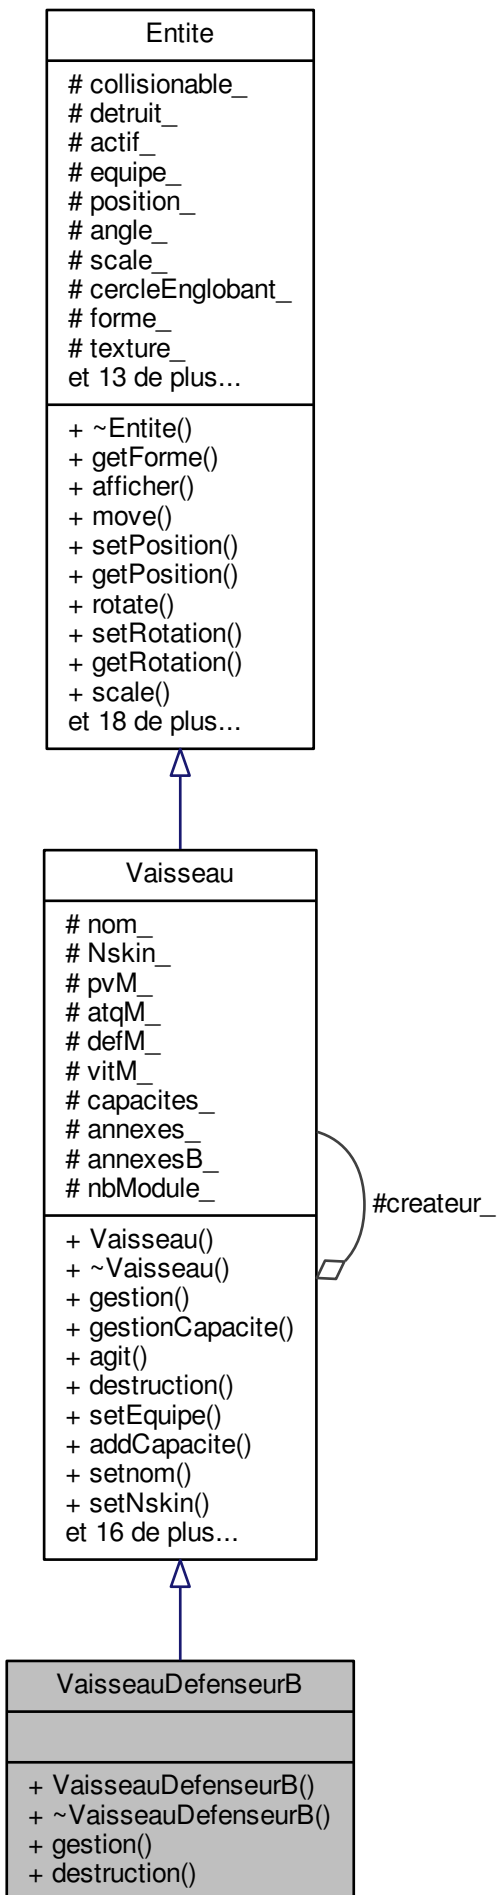 Entite
# collisionable_
# detruit_
# actif_
# equipe_
# position_
# angle_
# scale_
# cercleEnglobant_
# forme_
# texture_
et 13 de plus...
+ ~Entite()
+ getForme()
+ afficher()
+ move()
+ setPosition()
+ getPosition()
+ rotate()
+ setRotation()
+ getRotation()
+ scale()
et 18 de plus...
Vaisseau
# nom_
# Nskin_
# pvM_
# atqM_
# defM_
# vitM_
# capacites_
# annexes_
# annexesB_
# nbModule_
#createur_
+ Vaisseau()
+ ~Vaisseau()
+ gestion()
+ gestionCapacite()
+ agit()
+ destruction()
+ setEquipe()
+ addCapacite()
+ setnom()
+ setNskin()
et 16 de plus...
VaisseauDefenseurB
+ VaisseauDefenseurB()
+ ~VaisseauDefenseurB()
+ gestion()
+ destruction()